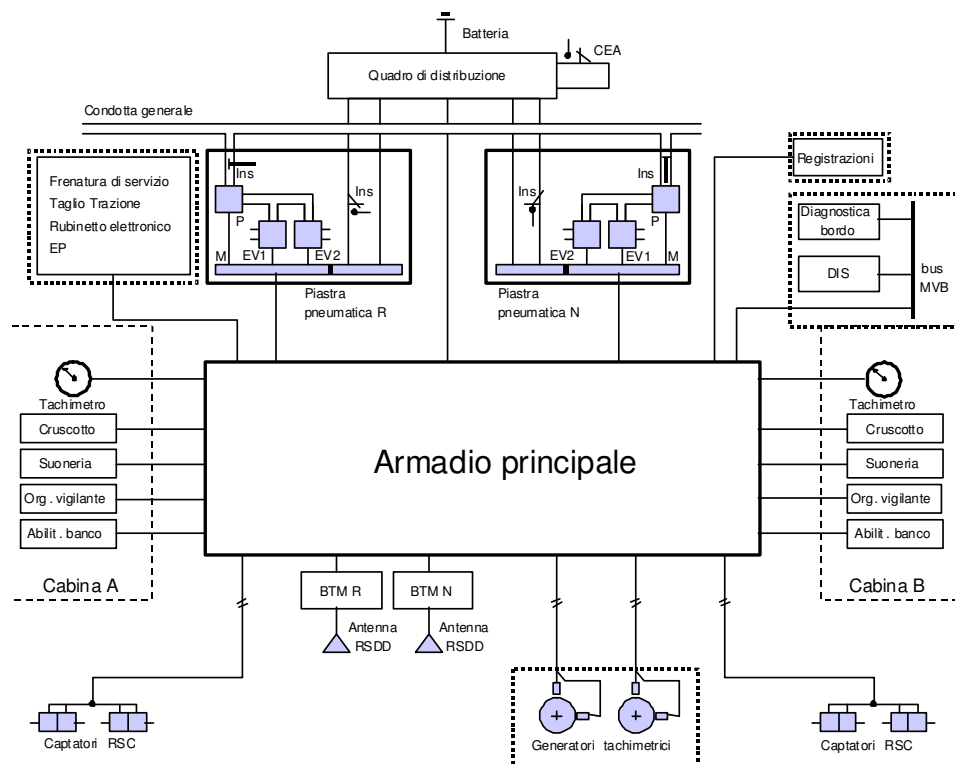 Batteria
CEA
Quadro di distribuzione
Condotta generale
Frenatura di servizio
Taglio Trazione
Rubinetto elettronico
EP
Ins
P
EV1
EV2
M
Ins
Piastra
pneumatica R
Ins
Ins
P
EV2
EV1
M
Piastra
pneumatica N
Registrazioni
Diagnostica
bordo
DIS
bus
MVB
Tachimetro
Cruscotto
Suoneria
Org. vigilante
Abilit. banco
Cabina A
Armadio principale
Tachimetro
Cruscotto
Suoneria
Org. vigilante
Abilit. banco
Cabina B
BTM R
BTM N
Antenna
RSDD
Antenna
RSDD
Captatori RSC
Generatori tachimetrici
Captatori RSC